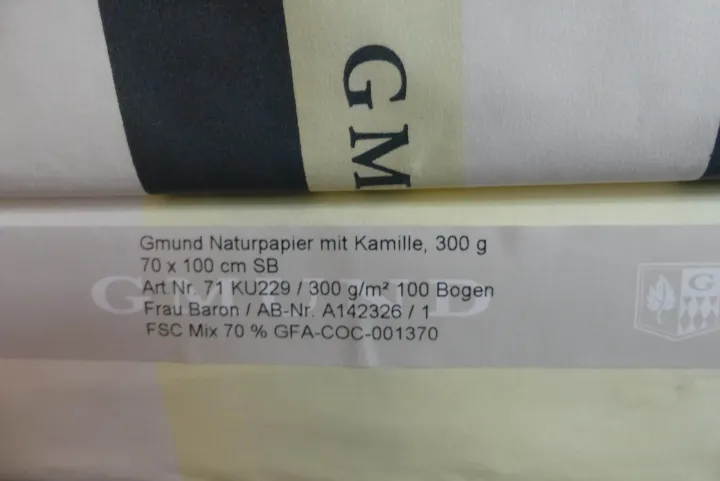 GM
Gmund Naturpapier mit Kamille, 300 g
70 x 100 cm SB
Art Nr. 71 KU229 / 300 g/m² 100 Bogen
Frau Baron / AB-Nr. A142326 / 1
FSC Mix 70 % GFA-COC-001370
GMUND
G